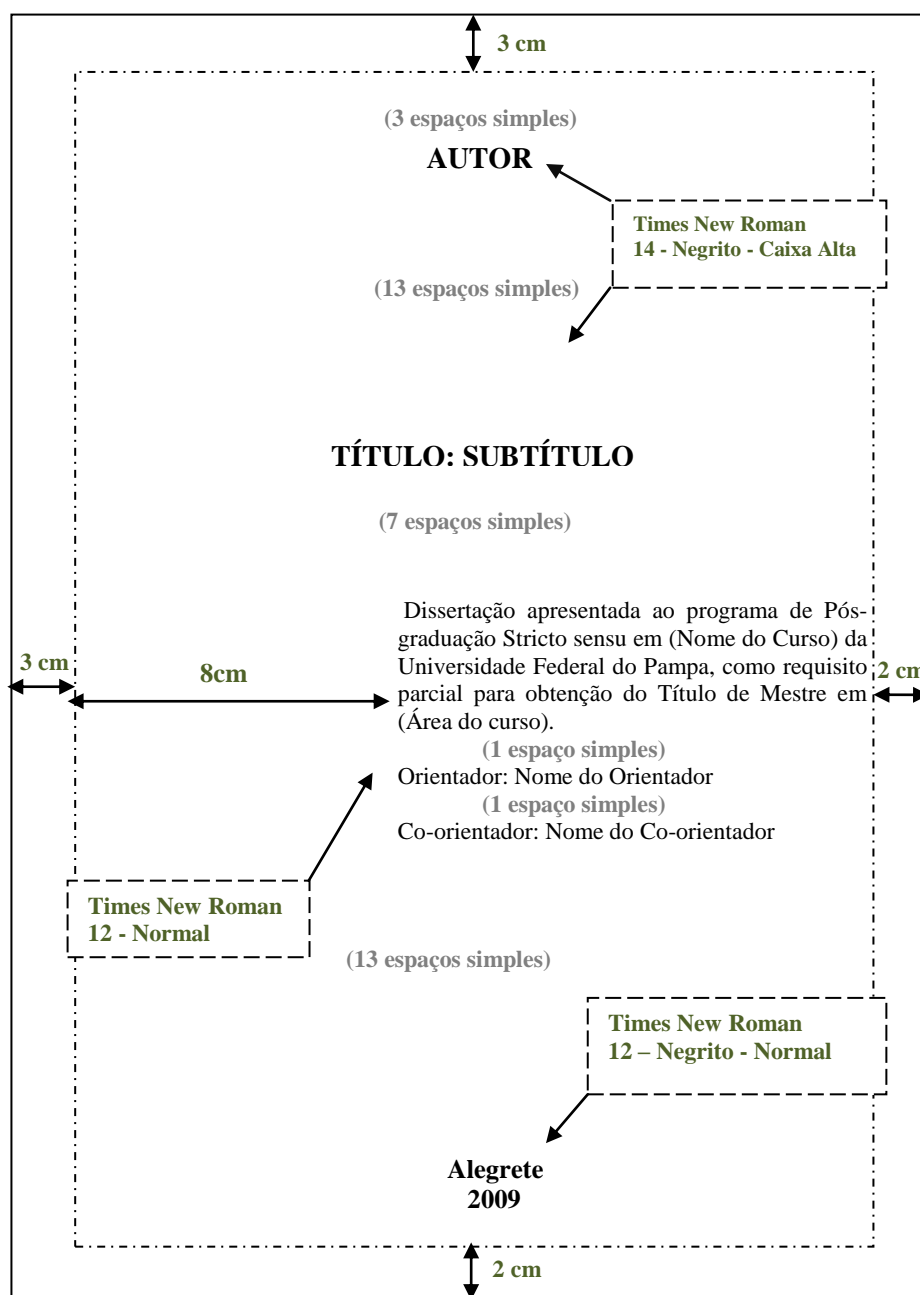 3 cm
(3 espaços simples)
AUTOR
Times New Roman
14 - Negrito - Caixa Alta
(13 espaços simples)
TÍTULO: SUBTÍTULO
(7 espaços simples)
Dissertação apresentada ao programa de Pós-
graduação Stricto sensu em (Nome do Curso) da
Universidade Federal do Pampa, como requisito
parcial para obtenção do Título de Mestre em
(Área do curso).
3 cm
8cm
2 cm
(1 espaço simples)
Orientador: Nome do Orientador
(1 espaço simples)
Co-orientador: Nome do Co-orientador
Times New Roman
12 - Normal
(13 espaços simples)
Times New Roman
12 – Negrito - Normal
Alegrete
2009
2 cm